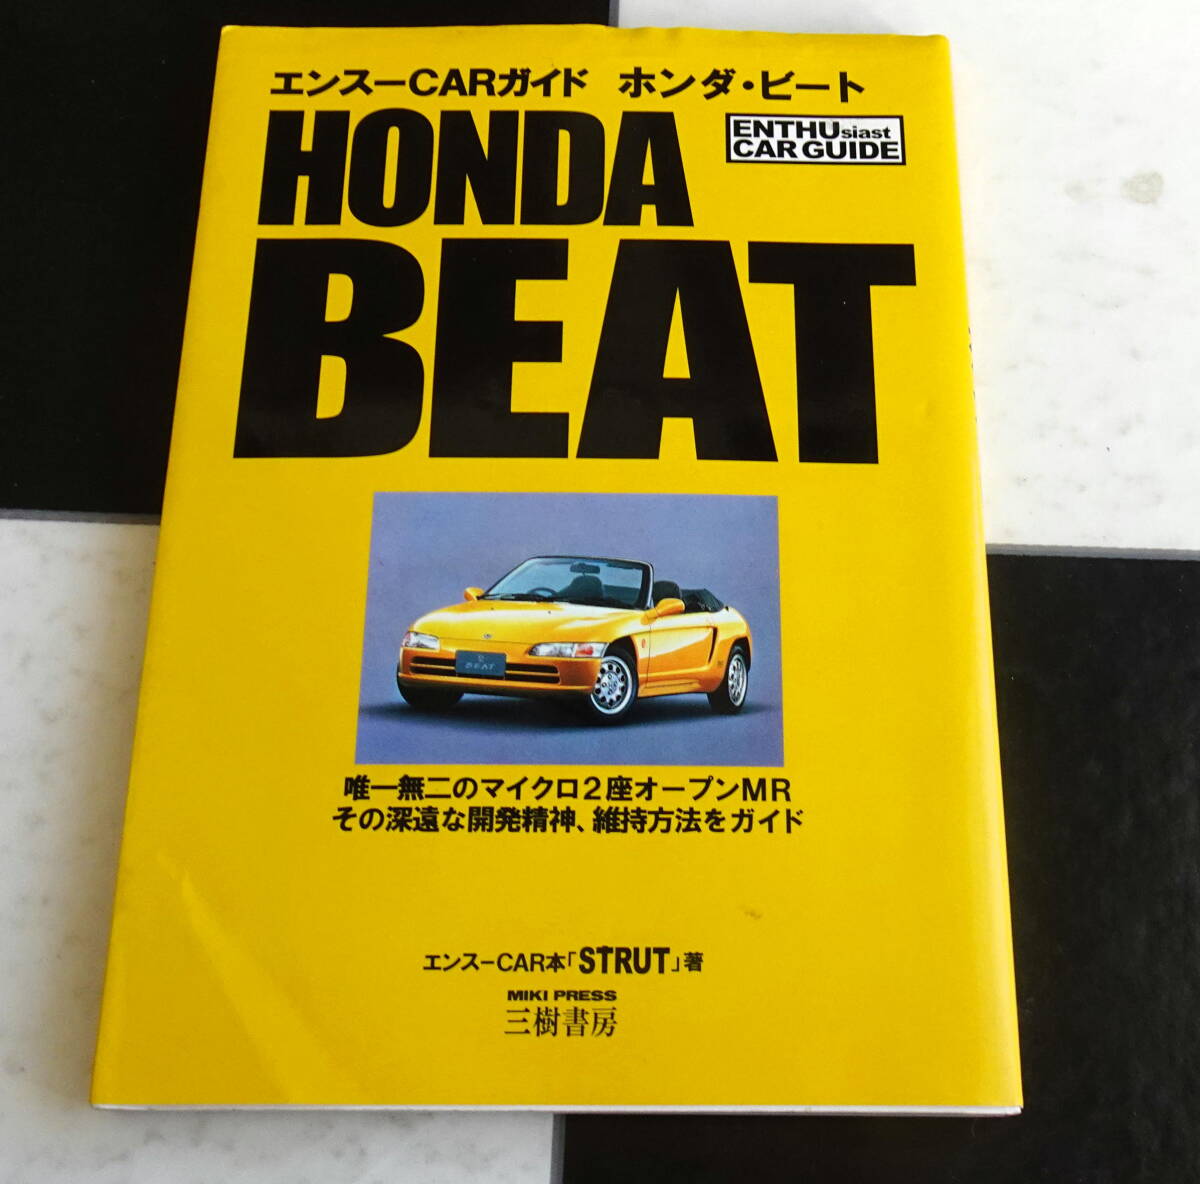 エンスーCARガイド ホンダ・ビート
HONDA
ENTHUsiast
CAR GUIDE
BEAT
BEAT
唯一無二のマイクロ2座オープンMR
その深遠な開発精神、維持方法をガイド
エンスーCAR本「STRUT」著
MIKI PRESS
三樹書房